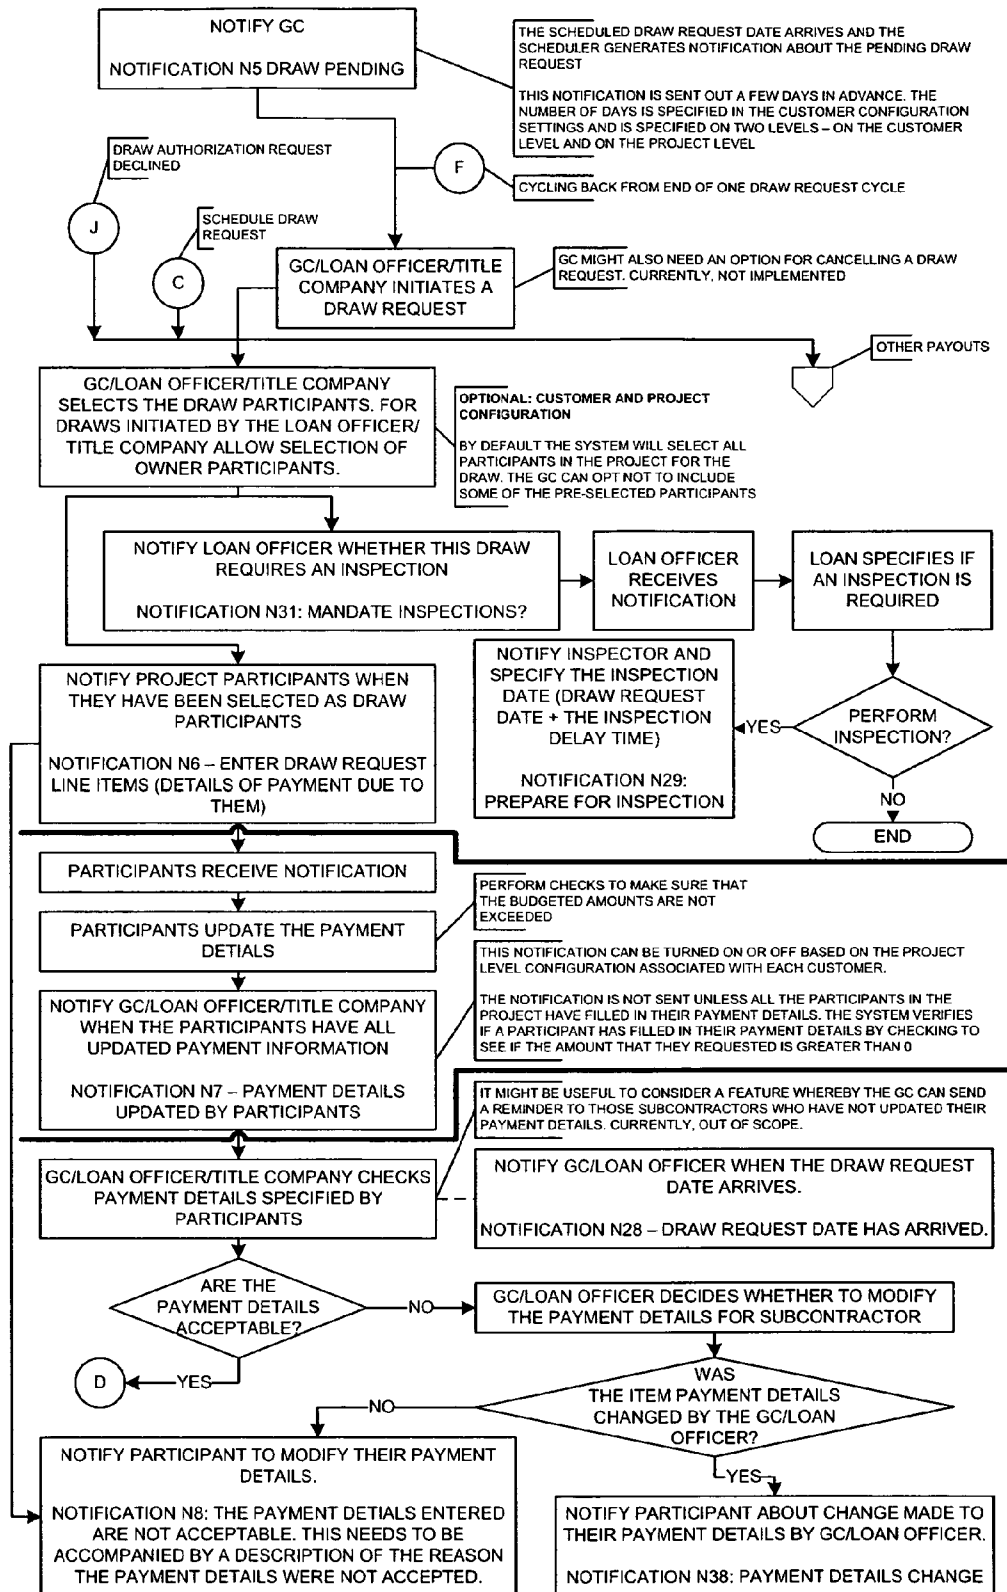 NOTIFY GC
NOTIFICATION N5 DRAW PENDING
THE SCHEDULED DRAW REQUEST DATE ARRIVES AND THE
SCHEDULER GENERATES NOTIFICATION ABOUT THE PENDING DRAW
REQUEST
THIS NOTIFICATION IS SENT OUT A FEW DAYS IN ADVANCE. THE
NUMBER OF DAYS IS SPECIFIED IN THE CUSTOMER CONFIGURATION
SETTINGS AND IS SPECIFIED ON TWO LEVELS – ON THE CUSTOMER
LEVEL AND ON THE PROJECT LEVEL
DRAW AUTHORIZATION REQUEST
DECLINED
F
CYCLING BACK FROM END OF ONE DRAW REQUEST CYCLE
J
SCHEDULE DRAW
REQUEST
C
GC/LOAN OFFICER/TITLE
COMPANY INITIATES A
DRAW REQUEST
GC MIGHT ALSO NEED AN OPTION FOR CANCELLING A DRAW
REQUEST. CURRENTLY, NOT IMPLEMENTED
OTHER PAYOUTS
GC/LOAN OFFICER/TITLE COMPANY
SELECTS THE DRAW PARTICIPANTS. FOR
DRAWS INITIATED BY THE LOAN OFFICER/
TITLE COMPANY ALLOW SELECTION OF
OWNER PARTICIPANTS.
OPTIONAL: CUSTOMER AND PROJECT
CONFIGURATION
BY DEFAULT THE SYSTEM WILL SELECT ALL
PARTICIPANTS IN THE PROJECT FOR THE
DRAW. THE GC CAN OPT NOT TO INCLUDE
SOME OF THE PRE-SELECTED PARTICIPANTS
NOTIFY LOAN OFFICER WHETHER THIS DRAW
REQUIRES AN INSPECTION
NOTIFICATION N31: MANDATE INSPECTIONS?
LOAN OFFICER
RECEIVES
NOTIFICATION
LOAN SPECIFIES IF
AN INSPECTION IS
REQUIRED
NOTIFY PROJECT PARTICIPANTS WHEN
THEY HAVE BEEN SELECTED AS DRAW
PARTICIPANTS
NOTIFICATION N6 – ENTER DRAW REQUEST
LINE ITEMS (DETAILS OF PAYMENT DUE TO
THEM)
NOTIFY INSPECTOR AND
SPECIFY THE INSPECTION
DATE (DRAW REQUEST
DATE + THE INSPECTION
DELAY TIME)
NOTIFICATION N29:
PREPARE FOR INSPECTION
YES
PERFORM
INSPECTION?
NO
END
PARTICIPANTS RECEIVE NOTIFICATION
PARTICIPANTS UPDATE THE PAYMENT
DETIALS
PERFORM CHECKS TO MAKE SURE THAT
THE BUDGETED AMOUNTS ARE NOT
EXCEEDED
NOTIFY GC/LOAN OFFICER/TITLE COMPANY
WHEN THE PARTICIPANTS HAVE ALL
UPDATED PAYMENT INFORMATION
NOTIFICATION N7 – PAYMENT DETAILS
UPDATED BY PARTICIPANTS
THIS NOTIFICATION CAN BE TURNED ON OR OFF BASED ON THE PROJECT
LEVEL CONFIGURATION ASSOCIATED WITH EACH CUSTOMER.
THE NOTIFICATION IS NOT SENT UNLESS ALL THE PARTICIPANTS IN THE
PROJECT HAVE FILLED IN THEIR PAYMENT DETAILS. THE SYSTEM VERIFIES
IF A PARTICIPANT HAS FILLED IN THEIR PAYMENT DETAILS BY CHECKING TO
SEE IF THE AMOUNT THAT THEY REQUESTED IS GREATER THAN 0
IT MIGHT BE USEFUL TO CONSIDER A FEATURE WHEREBY THE GC CAN SEND
A REMINDER TO THOSE SUBCONTRACTORS WHO HAVE NOT UPDATED THEIR
PAYMENT DETAILS. CURRENTLY, OUT OF SCOPE.
GC/LOAN OFFICER/TITLE COMPANY CHECKS
PAYMENT DETAILS SPECIFIED BY
PARTICIPANTS
NOTIFY GC/LOAN OFFICER WHEN THE DRAW REQUEST
DATE ARRIVES.
NOTIFICATION N28 – DRAW REQUEST DATE HAS ARRIVED.
ARE THE
PAYMENT DETAILS
ACCEPTABLE?
NO
GC/LOAN OFFICER DECIDES WHETHER TO MODIFY
THE PAYMENT DETAILS FOR SUBCONTRACTOR
D
YES
WAS
THE ITEM PAYMENT DETAILS
CHANGED BY THE GC/LOAN
OFFICER?
NO
YES
NOTIFY PARTICIPANT TO MODIFY THEIR PAYMENT
DETAILS.
NOTIFICATION N8: THE PAYMENT DETIALS ENTERED
ARE NOT ACCEPTABLE. THIS NEEDS TO BE
ACCOMPANIED BY A DESCRIPTION OF THE REASON
THE PAYMENT DETAILS WERE NOT ACCEPTED.
NOTIFY PARTICIPANT ABOUT CHANGE MADE TO
THEIR PAYMENT DETAILS BY GC/LOAN OFFICER.
NOTIFICATION N38: PAYMENT DETAILS CHANGE